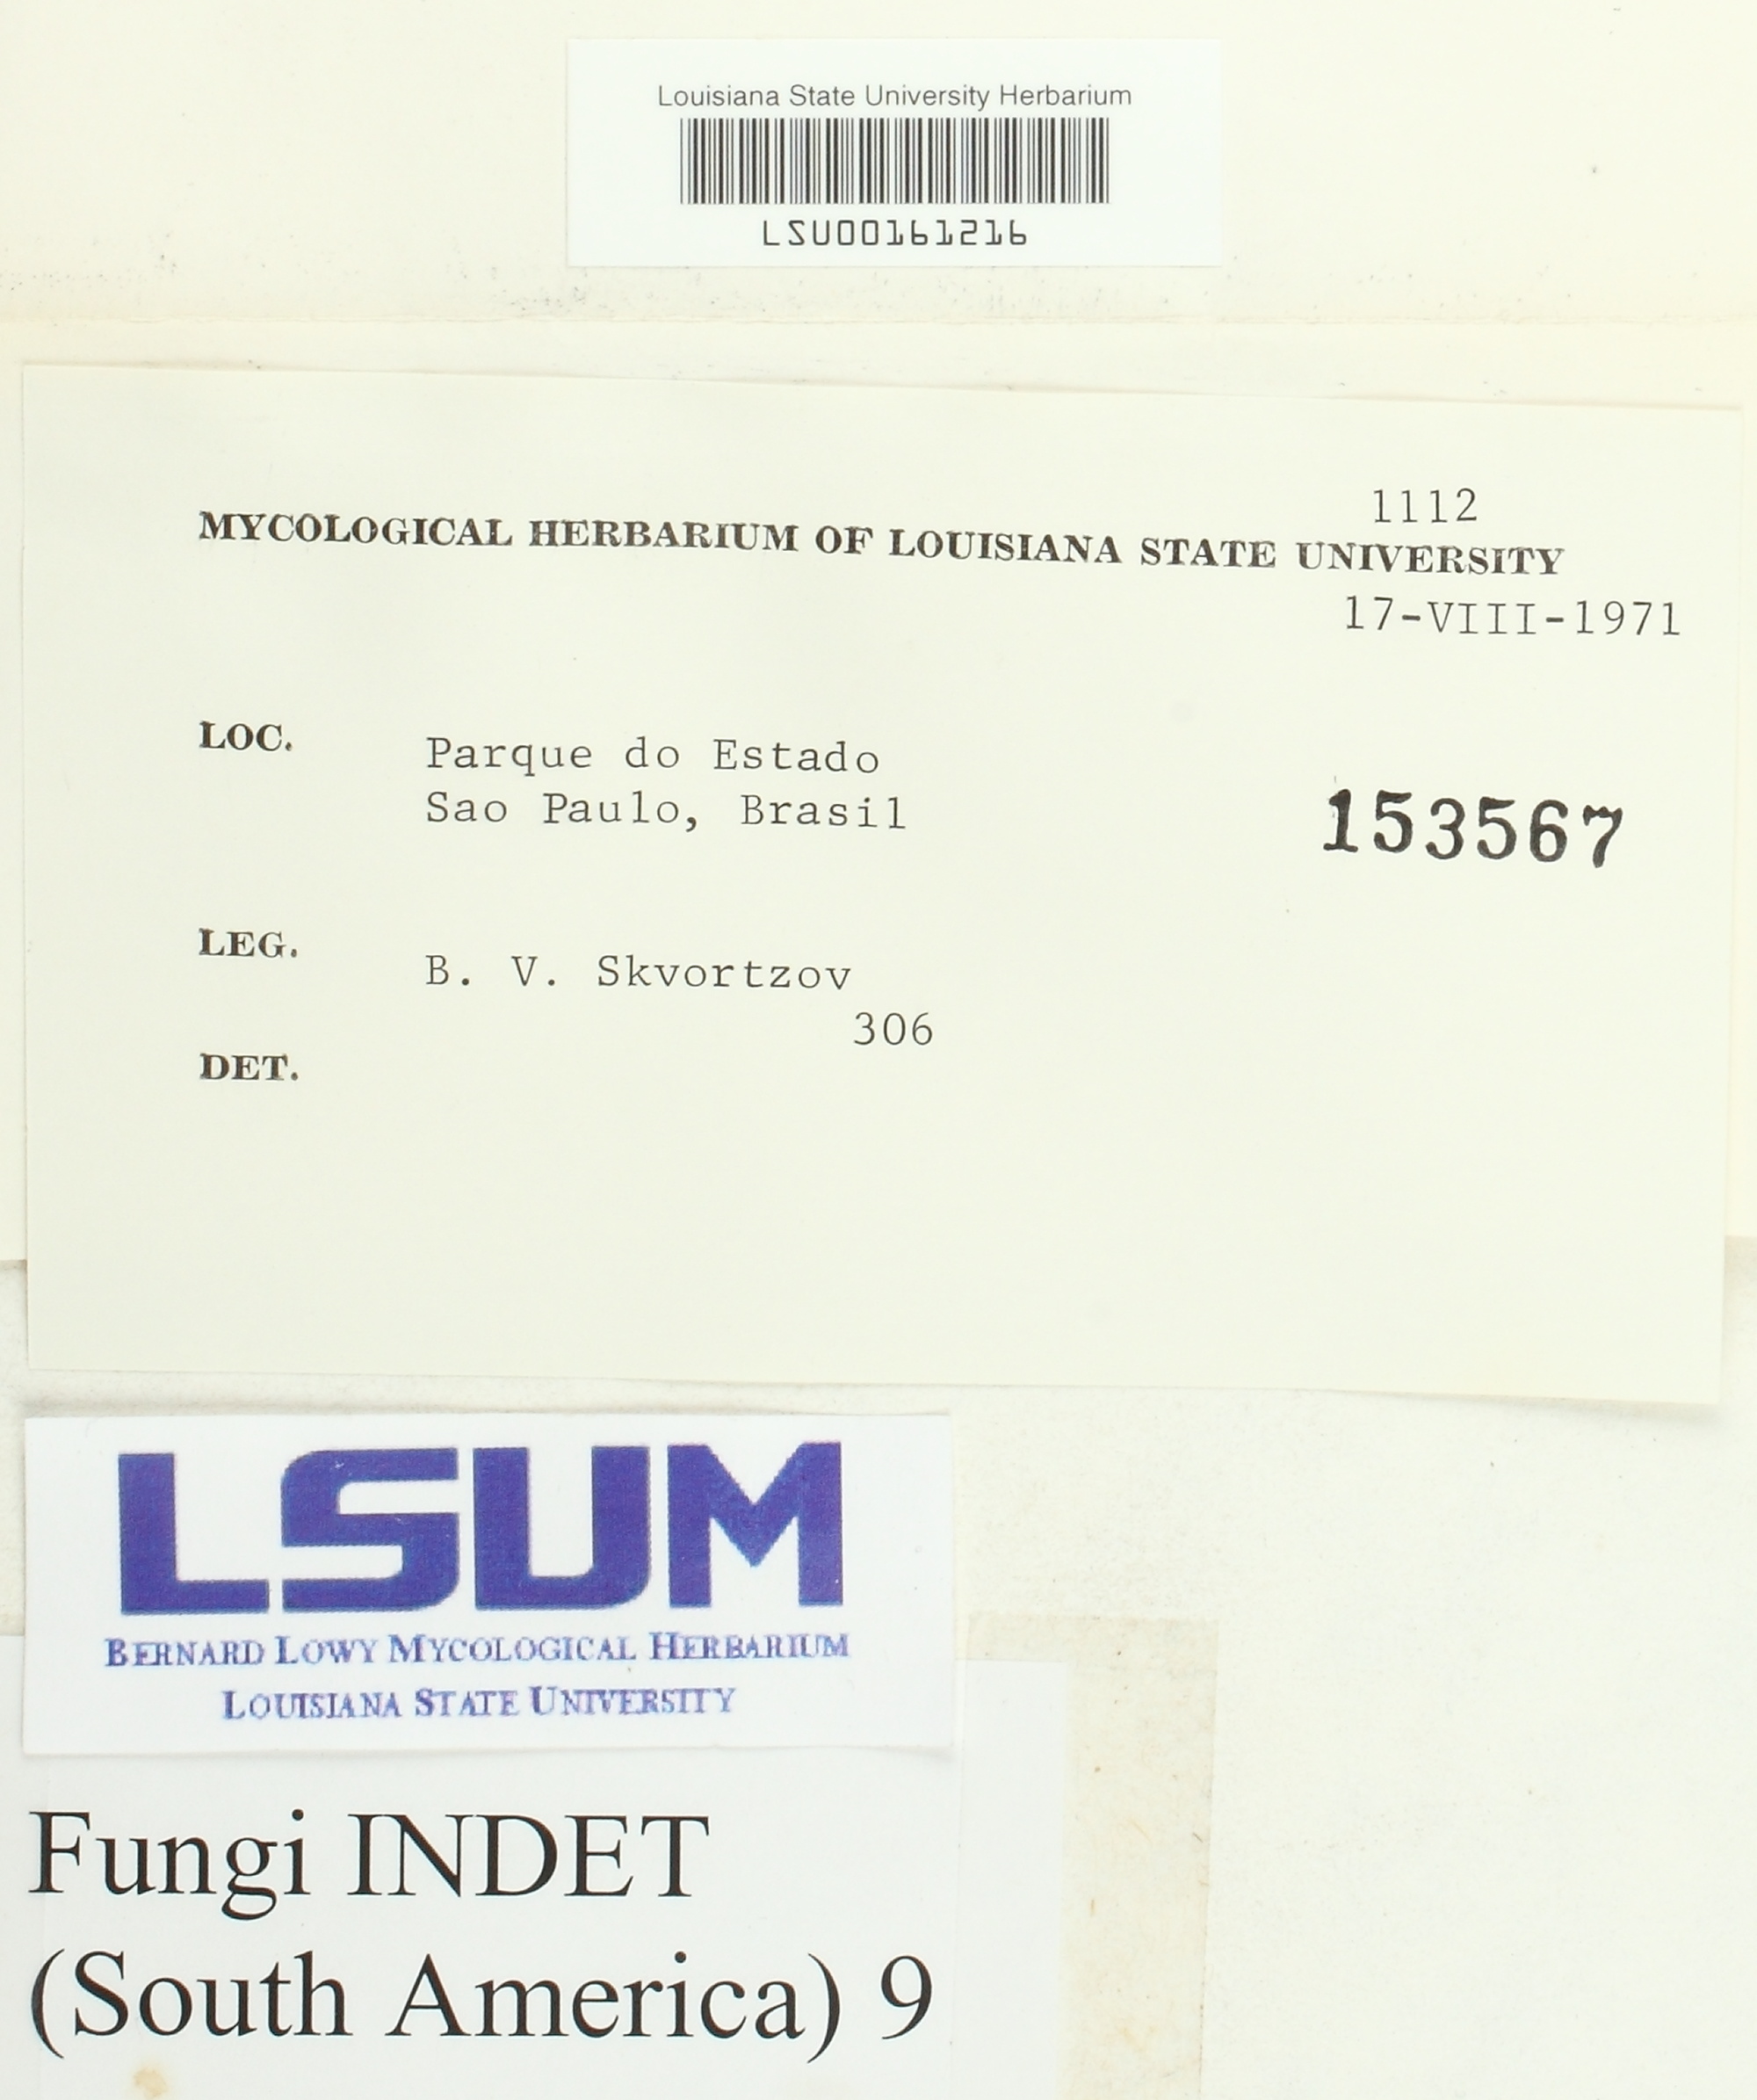 Louisiana State University Herbarium
LSU00161216
1112
MYCOLOGICAL HERBARIUM OF LOUISIANA STATE UNIVERSITY
17-VIII-1971
LOC. Parque do Estado
Sao Paulo, Brasil
153567
LEG. B. V. Skvortzov
306
DET.
LSUM
BERNARD LOWY MYCOLOGICAL HERBARIUM
LOUISIANA STATE UNIVERSITY
Fungi INDET
(South America) 9